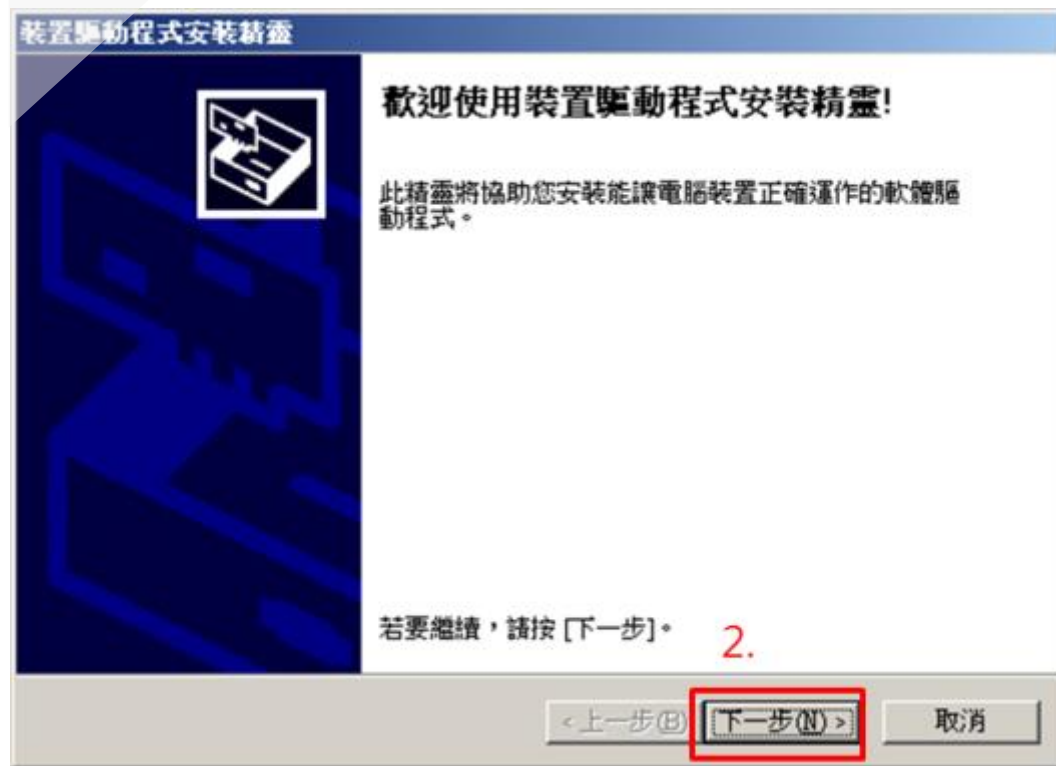 裝置驅動程式安裝精靈
歡迎使用裝置驅動程式安裝精靈!
此精靈將協助您安裝能讓電腦裝置正確運作的軟體驅
動程式。
若要繼續，請按 [下一步]。
2.
<上一步(B) 下一步(N) > 取消